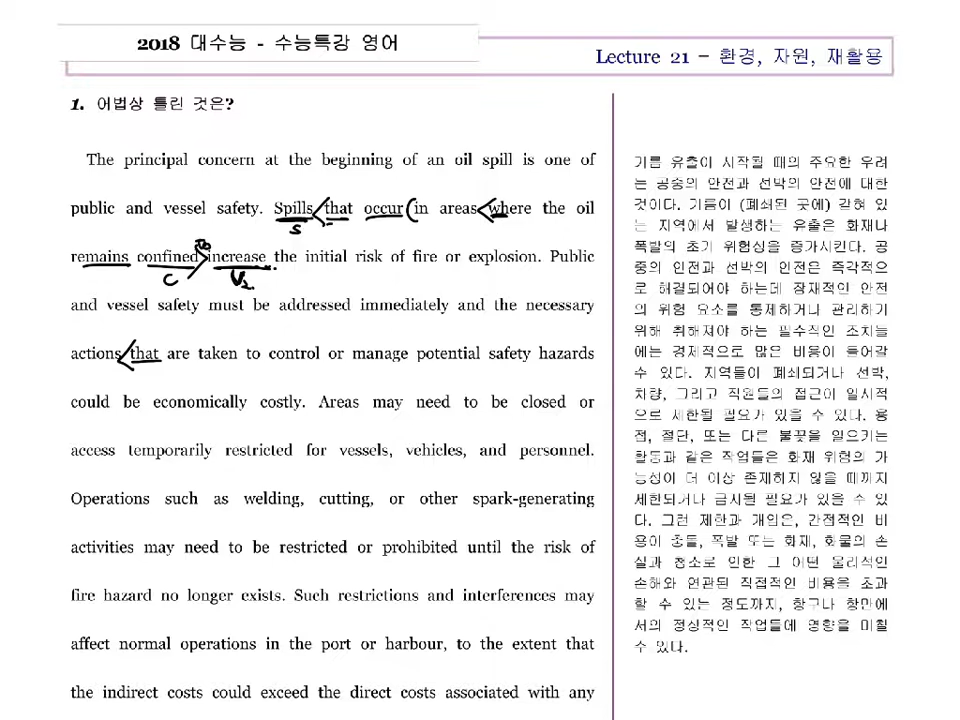 2018 대수능 - 수능특강 영어
Lecture 21 – 환경, 자원, 재활용
1. 어법상 틀린 것은?
The principal concern at the beginning of an oil spill is one of
public and vessel safety. Spills that occur in areas where the oil
S
remains confined increase the initial risk of fire or explosion. Public
C V2
and vessel safety must be addressed immediately and the necessary
actions that are taken to control or manage potential safety hazards
could be economically costly. Areas may need to be closed or
access temporarily restricted for vessels, vehicles, and personnel.
Operations such as welding, cutting, or other spark-generating
activities may need to be restricted or prohibited until the risk of
fire hazard no longer exists. Such restrictions and interferences may
affect normal operations in the port or harbour, to the extent that
the indirect costs could exceed the direct costs associated with any
기름 유출이 시작될 때의 주요한 우려
는 공중의 안전과 선박의 안전에 대한
것이다. 기름이 (폐쇄된 곳에) 갇혀 있
는 지역에서 발생하는 유출은 화재나
폭발의 초기 위험성을 증가시킨다. 공
중의 안전과 선박의 안전은 즉각적으
로 해결되어야 하는데 잠재적인 안전
의 위험 요소를 통제하거나 관리하기
위해 취해져야 하는 필수적인 조치들
에는 경제적으로 많은 비용이 들어갈
수 있다. 지역들이 폐쇄되거나 선박,
차량, 그리고 직원들의 접근이 일시적
으로 제한될 필요가 있을 수 있다. 용
접, 절단, 또는 다른 불꽃을 일으키는
활동과 같은 작업들은 화재 위험의 가
능성이 더 이상 존재하지 않을 때까지
제한되거나 금지될 필요가 있을 수 있
다. 그런 제한과 개입은, 간접적인 비
용이 충돌, 폭발 또는 화재, 화물의 손
실과 청소로 인한 그 어떤 물리적인
손해와 연관된 직접적인 비용을 초과
할 수 있는 정도까지, 항구나 항만에
서의 정상적인 작업들에 영향을 미칠
수 있다.